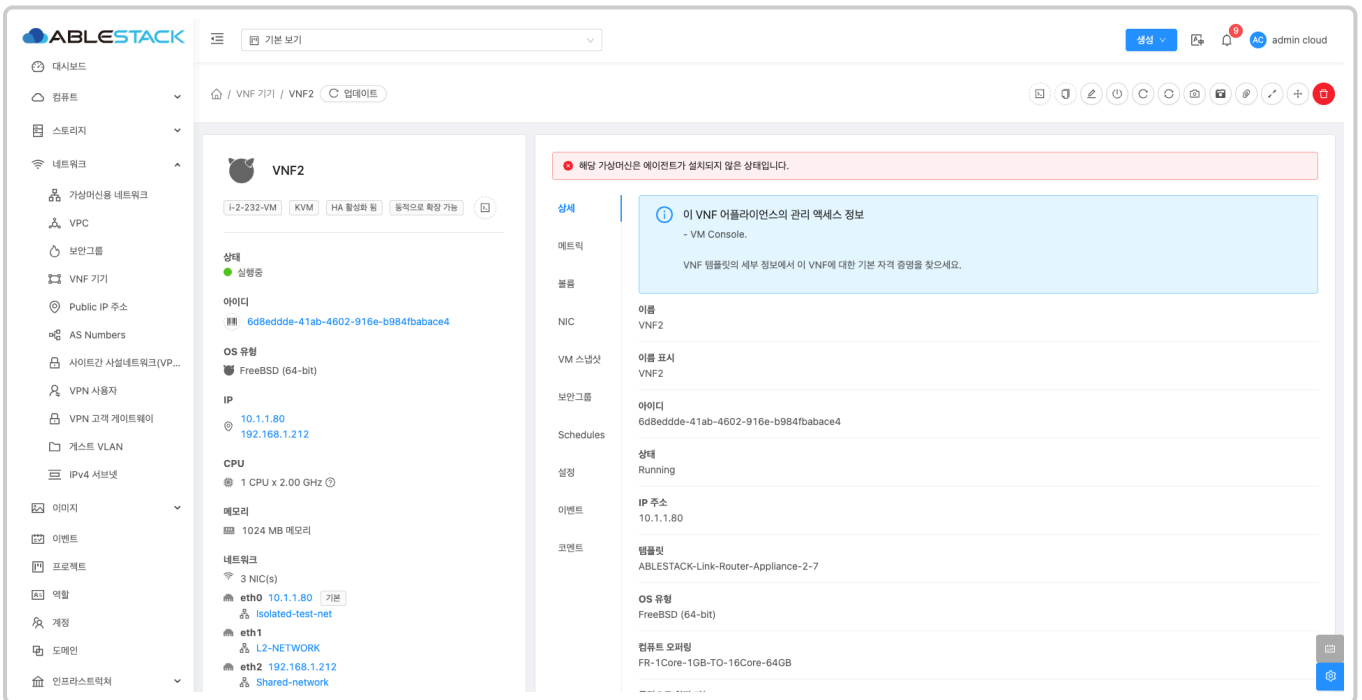 ABLESTACK
기본 보기
생성
9
AC
admin cloud
대시보드
컴퓨트
스토리지
네트워크
가상머신용 네트워크
VPC
보안그룹
VNF 기기
Public IP 주소
AS Numbers
사이트간 사설네트워크(VP...
VPN 사용자
VPN 고객 게이트웨이
게스트 VLAN
IPv4 서브넷
이미지
이벤트
프로젝트
역할
계정
도메인
인프라스트럭쳐
/ VNF 기기 / VNF2 업데이트
VNF2
i-2-232-VM KVM HA 활성화 됨 동적으로 확장 가능
상태
실행중
아이디
6d8eddde-41ab-4602-916e-b984fbabace4
OS 유형
FreeBSD (64-bit)
IP
10.1.1.80
192.168.1.212
CPU
1 CPU x 2.00 GHz
메모리
1024 MB 메모리
네트워크
3 NIC(s)
eth0 10.1.1.80 기본
Isolated-test-net
eth1
L2-NETWORK
eth2 192.168.1.212
Shared-network
해당 가상머신은 에이전트가 설치되지 않은 상태입니다.
상세
메트릭
볼륨
NIC
VM 스냅샷
보안그룹
Schedules
설정
이벤트
코멘트
이 VNF 어플라이언스의 관리 액세스 정보
- VM Console.
VNF 템플릿의 세부 정보에서 이 VNF에 대한 기본 자격 증명을 찾으세요.
이름
VNF2
이름 표시
VNF2
아이디
6d8eddde-41ab-4602-916e-b984fbabace4
상태
Running
IP 주소
10.1.1.80
템플릿
ABLESTACK-Link-Router-Appliance-2-7
OS 유형
FreeBSD (64-bit)
컴퓨트 오퍼링
FR-1Core-1GB-TO-16Core-64GB